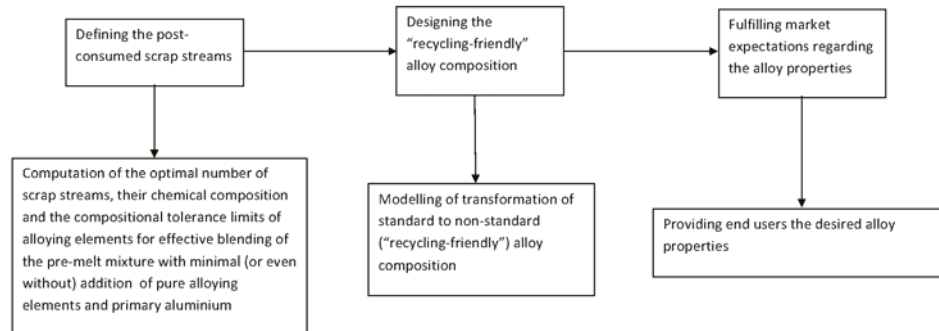 Defining the post-
consumed scrap streams
Designing the
“recycling-friendly”
alloy composition
Fulfilling market
expectations regarding
the alloy properties
Computation of the optimal number of
scrap streams, their chemical composition
and the compositional tolerance limits of
alloying elements for effective blending of
the pre-melt mixture with minimal (or even
without) addition of pure alloying
elements and primary aluminium
Modelling of transformation of
standard to non-standard
(“recycling-friendly”) alloy
composition
Providing end users the desired alloy
properties